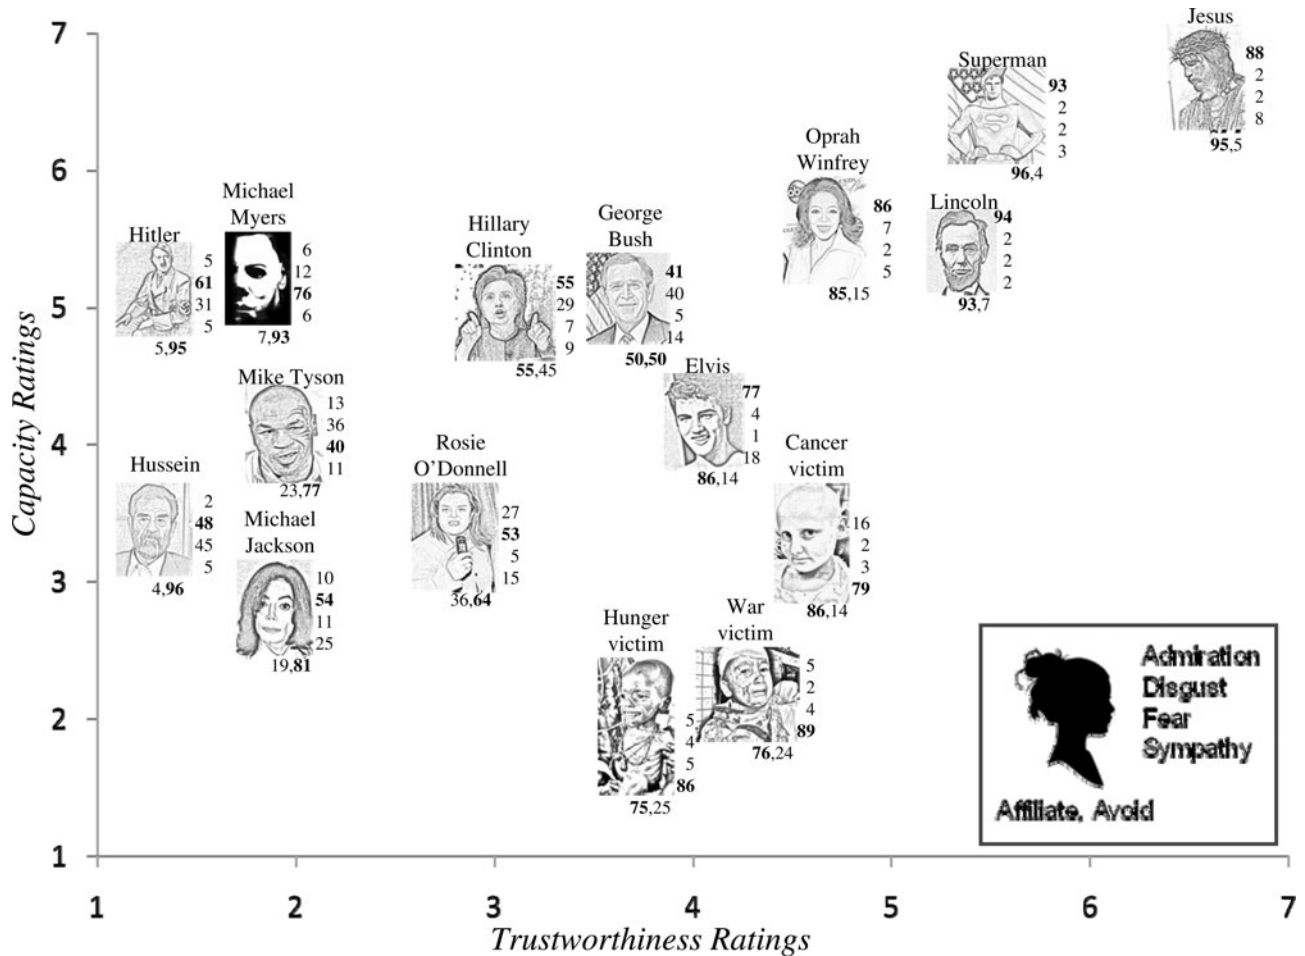 7
6
5
4
3
2
1
Capacity Ratings
1 2 3 4 5 6 7
Trustworthiness Ratings
Jesus
88
2
2
8
95,5
Superman
93
2
2
3
96,4
Oprah
Winfrey
86
7
2
5
85,15
Lincoln
94
2
2
2
93,7
Michael
Myers
6
12
76
6
7,93
Hitler
5
61
31
5
5,95
Hillary
Clinton
55
29
7
9
55,45
George
Bush
41
40
5
14
50,50
Mike Tyson
13
36
40
11
23,77
Elvis
77
4
1
18
86,14
Hussein
2
48
45
5
4,96
Rosie
O'Donnell
27
53
5
15
36,64
Cancer
victim
16
2
3
79
86,14
Michael
Jackson
10
54
11
25
19,81
Hunger
victim
5
4
5
86
75,25
War
victim
5
2
4
89
76,24
Admiration
Disgust
Fear
Sympathy
Affiliate, Avoid